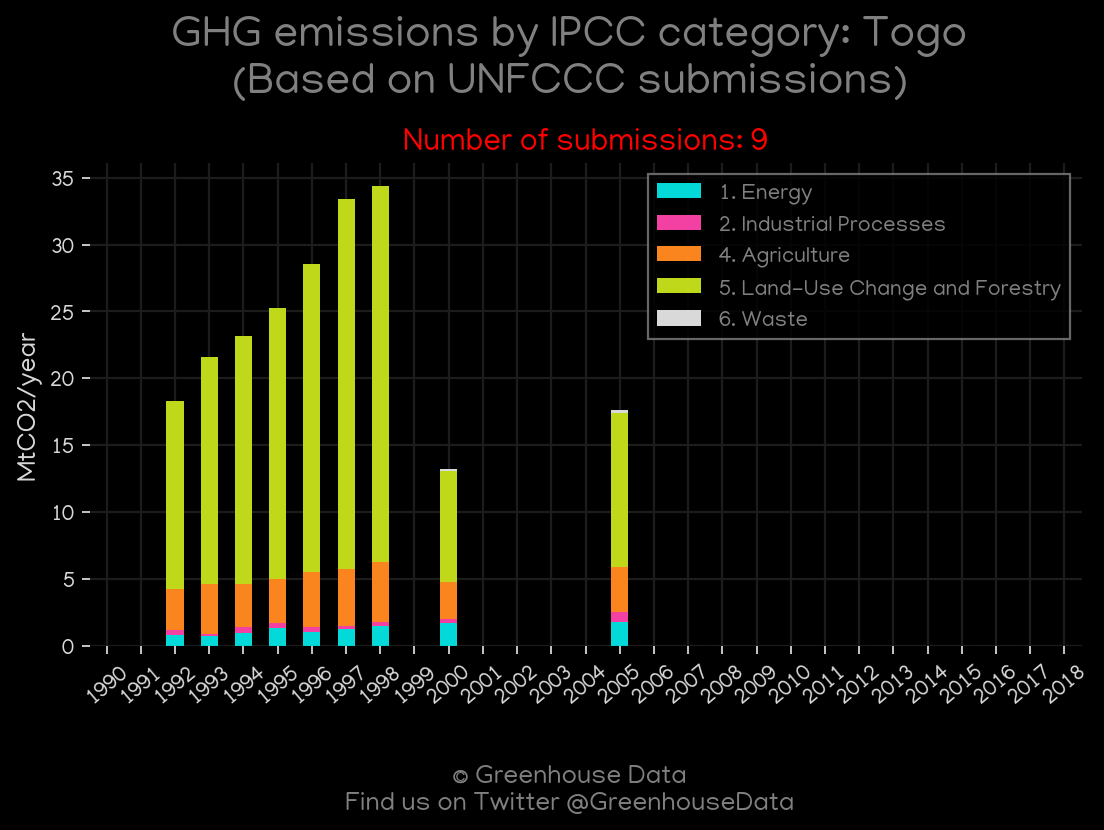 GHG emissions by IPCC category: Togo
(Based on UNFCCC submissions)
Number of submissions: 9
35
30
25
20
15
10
5
0
MtCO2/year
1. Energy
2. Industrial Processes
4. Agriculture
5. Land-Use Change and Forestry
6. Waste
1990 1991 1992 1993 1994 1995 1996 1997 1998 1999 2000 2001 2002 2003 2004 2005 2006 2007 2008 2009 2010 2011 2012 2013 2014 2015 2016 2017 2018
© Greenhouse Data
Find us on Twitter @GreenhouseData